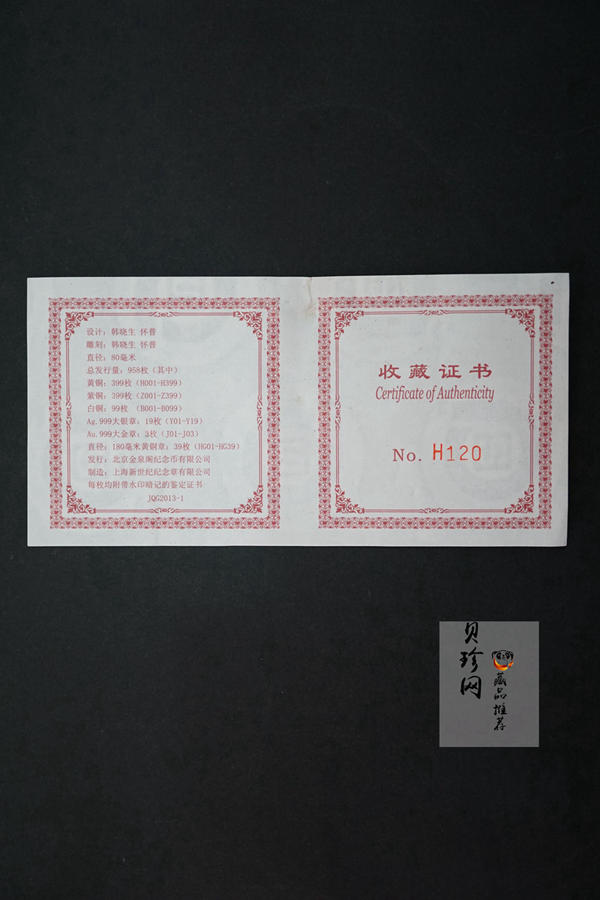 设计：韩晓生 怀普
雕刻：韩晓生 怀普
直径：80毫米
总发行量：958枚（其中）
黄铜：399枚（H001-H399）
紫铜：399枚（Z001-Z399）
白铜：99枚 （B001-B099）
Ag.999大银章：19枚（Y01-Y19）
Au.999大金章：3枚（J01-J03）
直径：180毫米黄铜章：39枚（HG01-HG39）
发行：北京金泉阁纪念币有限公司
制造：上海新世纪纪念章有限公司
每枚均附带水印暗记的鉴定证书
JQG2013-1
收藏证书
Certificate of Authenticity
No. H120
贝珍网
藏品推荐